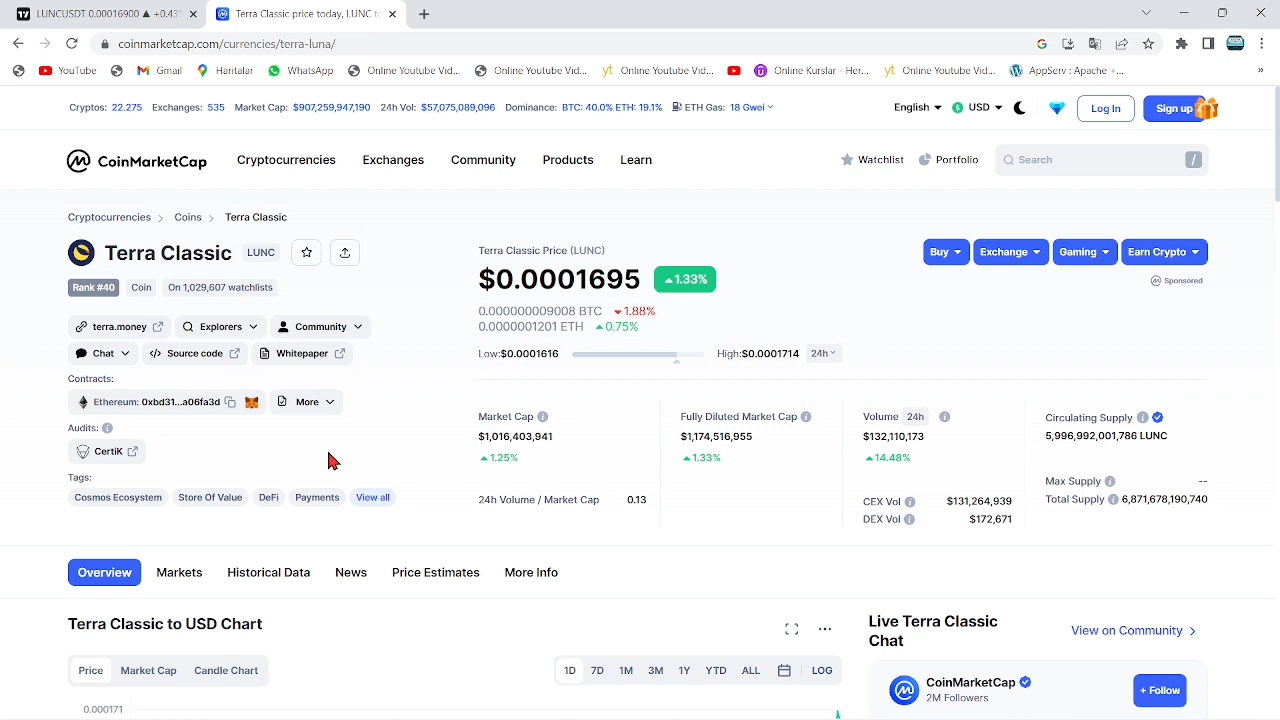 LUNCUSDT 0.00016900 ▲ +0.43%
Terra Classic price today, LUNC to
coinmarketcap.com/currencies/terra-luna/
YouTube
Gmail
Haritalar
WhatsApp
Online Youtube Vid...
Online Youtube Vid...
Online Youtube Vid...
Online Kurslar - Her...
Online Youtube Vid...
AppServ : Apache +...
»
Cryptos: 22.275 Exchanges: 535 Market Cap: $907,259,947,190 24h Vol: $57,075,089,096 Dominance: BTC: 40.0% ETH: 19.1% ETH Gas: 18 Gwei
English USD Log In Sign up
CoinMarketCap Cryptocurrencies Exchanges Community Products Learn
Watchlist Portfolio Search /
Cryptocurrencies > Coins > Terra Classic
Terra Classic LUNC
Rank #40 Coin On 1,029,607 watchlists
terra.money Explorers Community
Chat Source code Whitepaper
Contracts:
Ethereum: 0xbd31...a06fa3d More
Audits:
CertiK
Tags:
Cosmos Ecosystem Store Of Value DeFi Payments View all
Terra Classic Price (LUNC)
$0.0001695 1.33%
0.000000009008 BTC 1.88%
0.0000001201 ETH 0.75%
Low:$0.0001616 High:$0.0001714 24h
Buy Exchange Gaming Earn Crypto
Sponsored
Market Cap
$1,016,403,941
1.25%
24h Volume / Market Cap 0.13
Fully Diluted Market Cap
$1,174,516,955
1.33%
Volume 24h
$132,110,173
14.48%
CEX Vol $131,264,939
DEX Vol $172,671
Circulating Supply
5,996,992,001,786 LUNC
Max Supply --
Total Supply 6,871,678,190,740
Overview Markets Historical Data News Price Estimates More Info
Terra Classic to USD Chart
Price Market Cap Candle Chart
1D 7D 1M 3M 1Y YTD ALL LOG
0.000171
Live Terra Classic
Chat
View on Community >
CoinMarketCap
2M Followers
+ Follow